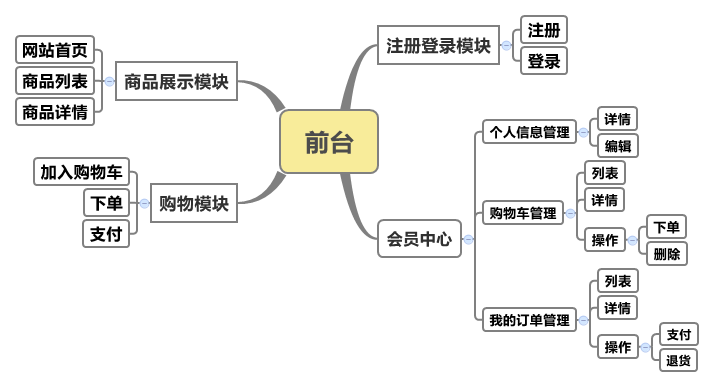 前台
注册登录模块
注册
登录
会员中心
个人信息管理
详情
编辑
购物车管理
列表
详情
操作
下单
删除
我的订单管理
列表
详情
操作
支付
退货
商品展示模块
网站首页
商品列表
商品详情
购物模块
加入购物车
下单
支付